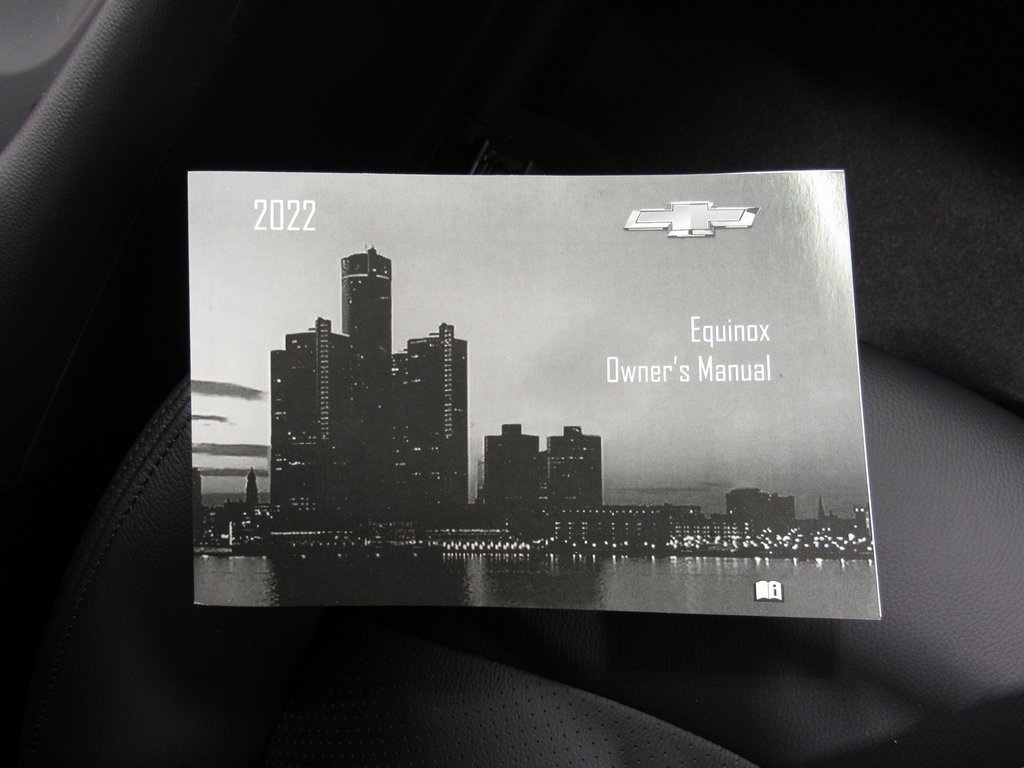 2022
Equinox
Owner's Manual
i